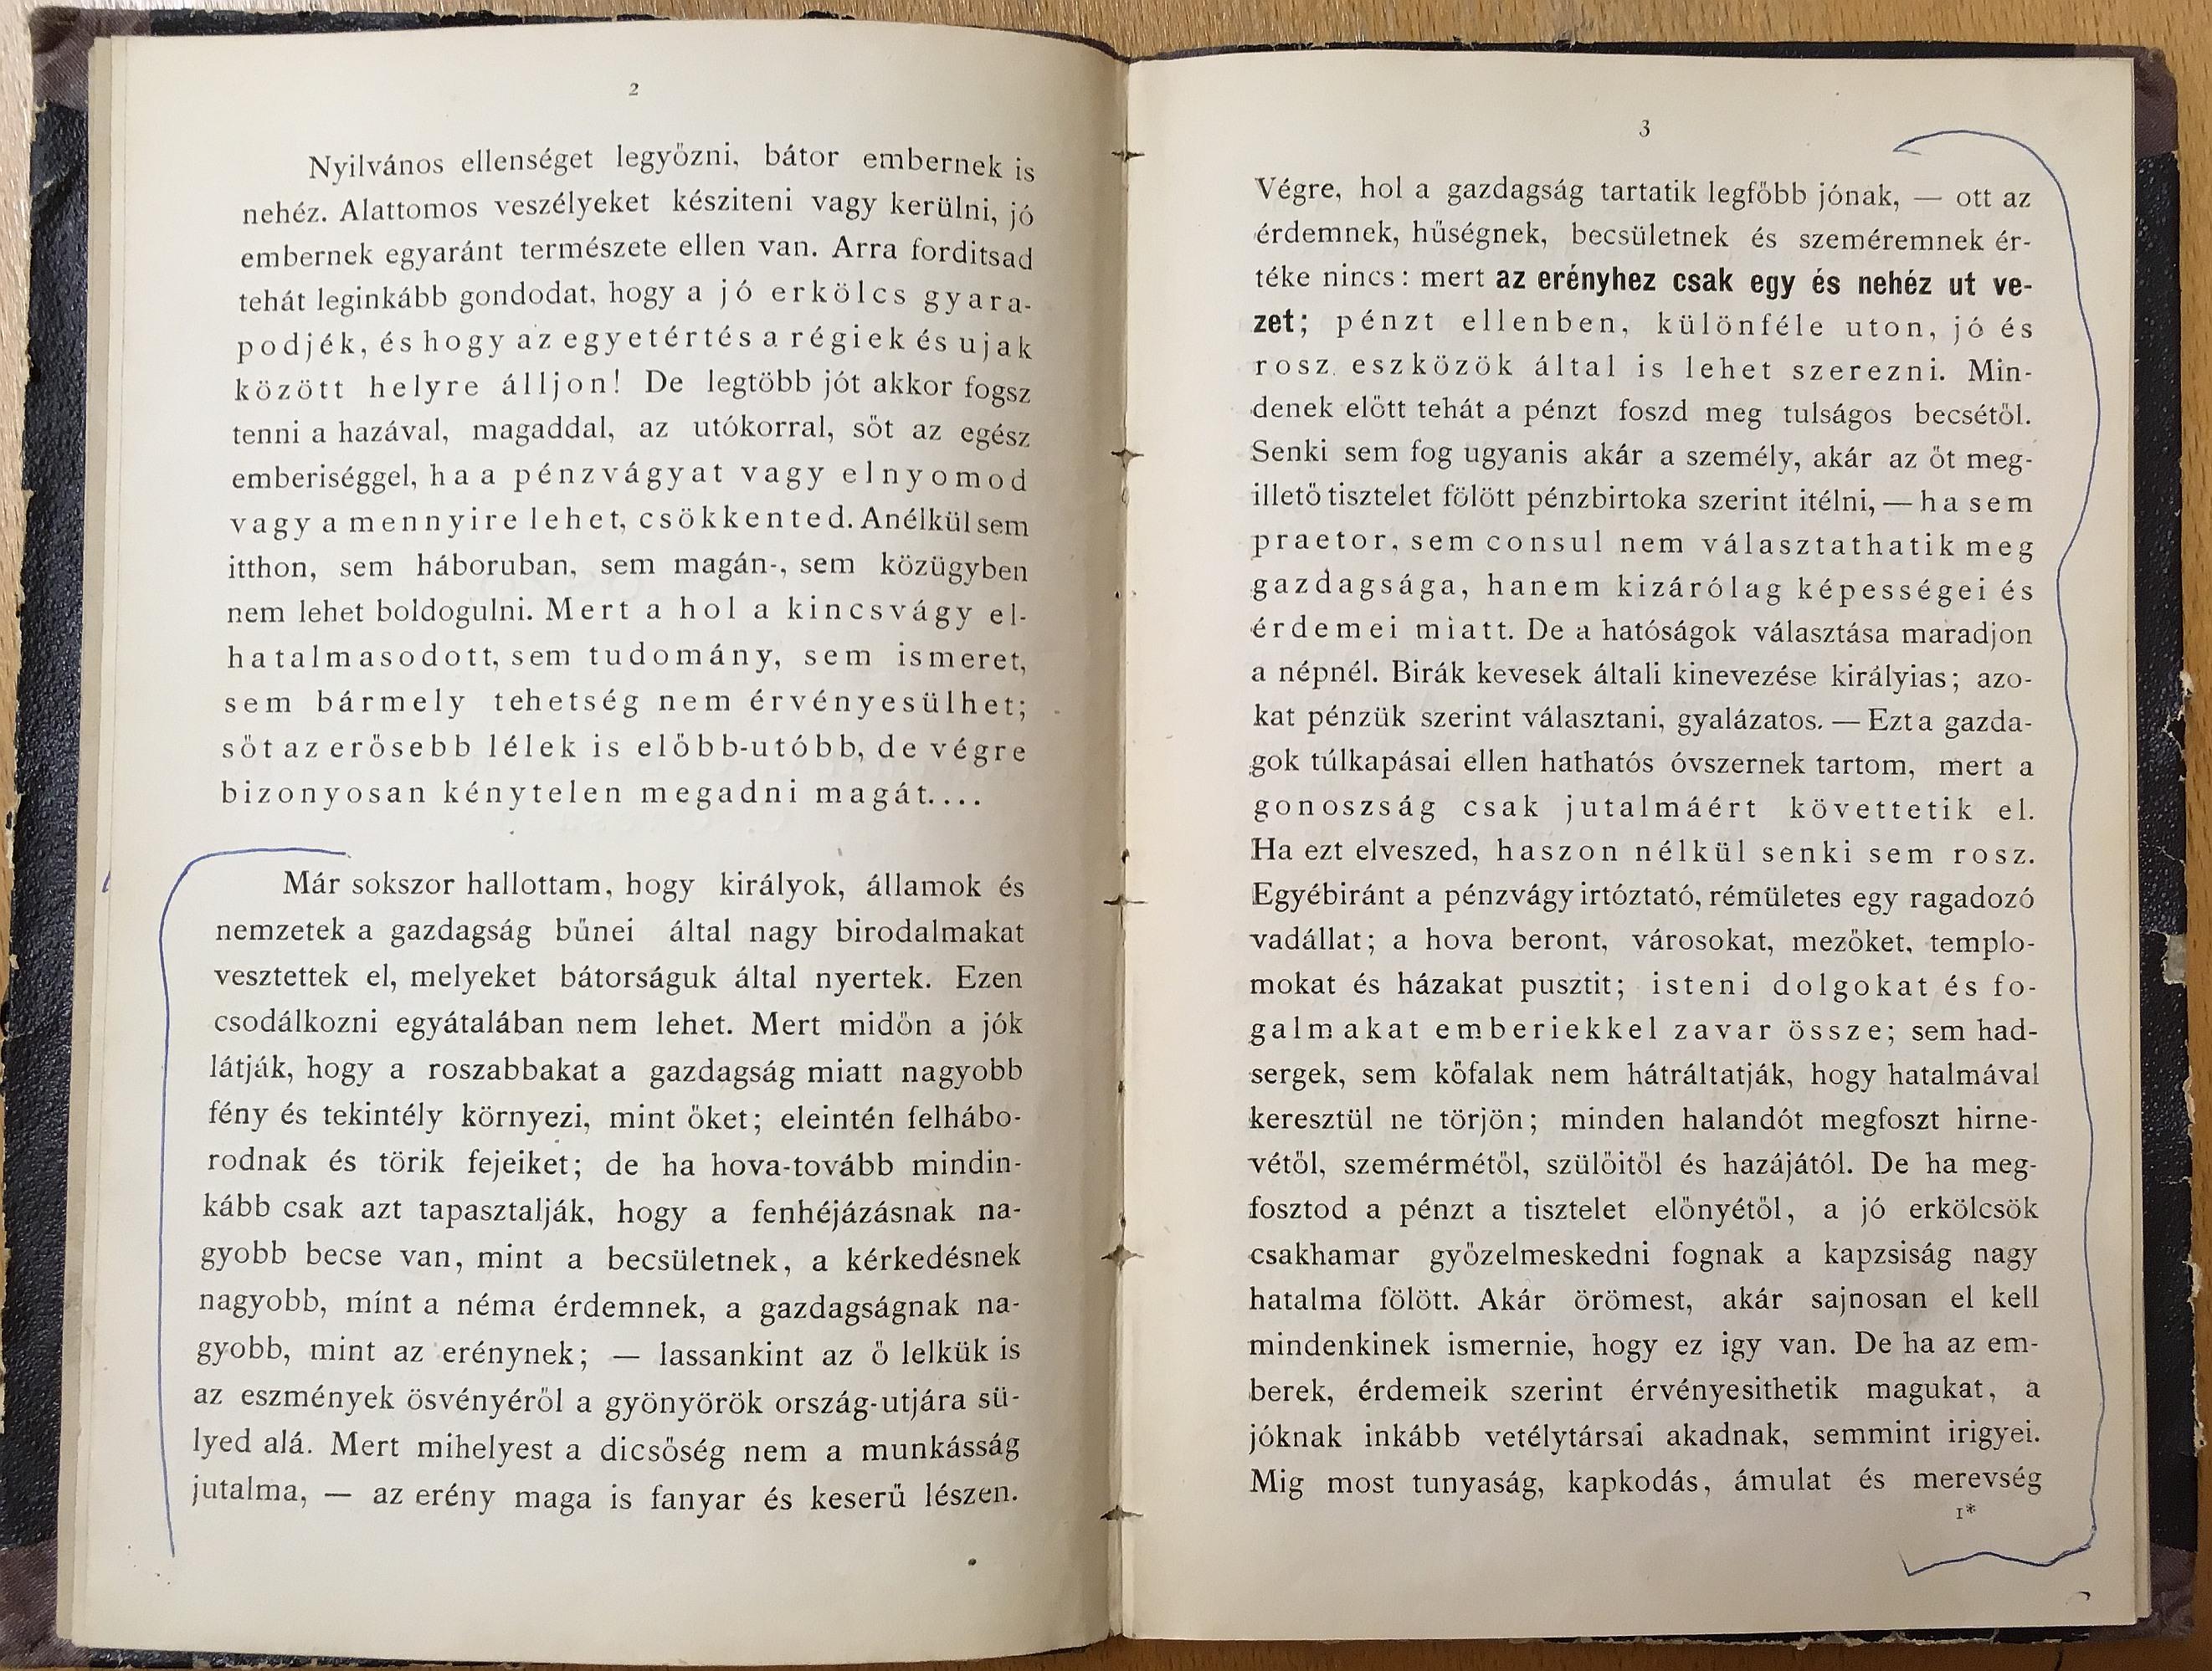 2
Nyilvános ellenséget legyőzni, bátor embernek is
nehéz. Alattomos veszélyeket késziteni vagy kerülni, jó
embernek egyaránt természete ellen van. Arra forditsad
tehát leginkább gondodat, hogy a jó erkölcs gyara-
podjék, és hogy az egyetértés a régiek és ujak
között helyre álljon! De legtöbb jót akkor fogsz
tenni a hazával, magaddal, az utókorral, sőt az egész
emberiséggel, ha a pénzvágyat vagy elnyomod
vagy a mennyire lehet, csökkented. Anélkül sem
itthon, sem háboruban, sem magán-, sem közügyben
nem lehet boldogulni. Mert a hol a kincsvágy el-
hatalmasodott, sem tudomány, sem ismeret,
sem bármely tehetség nem érvényesülhet;
sőt az erősebb lélek is előbb-utóbb, de végre
bizonyosan kénytelen megadni magát....
Már sokszor hallottam, hogy királyok, államok és
nemzetek a gazdagság bűnei által nagy birodalmakat
vesztettek el, melyeket bátorságuk által nyertek. Ezen
csodálkozni egyátalában nem lehet. Mert midőn a jók
látják, hogy a roszabbakat a gazdagság miatt nagyobb
fény és tekintély környezi, mint őket; eleintén felhábo-
rodnak és törik fejeiket; de ha hova-tovább mindin-
kább csak azt tapasztalják, hogy a fenhéjázásnak na-
gyobb becse van, mint a becsületnek, a kérkedésnek
nagyobb, mínt a néma érdemnek, a gazdagságnak na-
gyobb, mint az erénynek; — lassankint az ő lelkük is
az eszmények ösvényéről a gyönyörök ország-utjára sü-
lyed alá. Mert mihelyest a dicsőség nem a munkásság
jutalma, — az erény maga is fanyar és keserű lészen.
3
Végre, hol a gazdagság tartatik legfőbb jónak, — ott az
érdemnek, hűségnek, becsületnek és szeméremnek ér-
téke nincs: mert az erényhez csak egy és nehéz ut ve-
zet; pénzt ellenben, különféle uton, jó és
rosz eszközök által is lehet szerezni. Min-
denek előtt tehát a pénzt foszd meg tulságos becsétől.
Senki sem fog ugyanis akár a személy, akár az őt meg-
illető tisztelet fölött pénzbirtoka szerint itélni, — ha sem
praetor, sem consul nem választathatik meg
gazdagsága, hanem kizárólag képességei és
érdemei miatt. De a hatóságok választása maradjon
a népnél. Birák kevesek általi kinevezése királyias; azo-
kat pénzük szerint választani, gyalázatos. — Ezt a gazda-
gok túlkapásai ellen hathatós óvszernek tartom, mert a
gonoszság csak jutalmáért követtetik el.
Ha ezt elveszed, haszon nélkül senki sem rosz.
Egyébiránt a pénzvágy irtóztató, rémületes egy ragadozó
vadállat; a hova beront, városokat, mezőket, templo-
mokat és házakat pusztit; isteni dolgokat és fo-
galmakat emberiekkel zavar össze; sem had-
sergek, sem kőfalak nem hátráltatják, hogy hatalmával
keresztül ne törjön; minden halandót megfoszt hirne-
vétől, szemérmétől, szülőitől és hazájától. De ha meg-
fosztod a pénzt a tisztelet előnyétől, a jó erkölcsök
csakhamar győzelmeskedni fognak a kapzsiság nagy
hatalma fölött. Akár örömest, akár sajnosan el kell
mindenkinek ismernie, hogy ez igy van. De ha az em-
berek, érdemeik szerint érvényesithetik magukat, a
jóknak inkább vetélytársai akadnak, semmint irigyei.
Mig most tunyaság, kapkodás, ámulat és merevség
1*